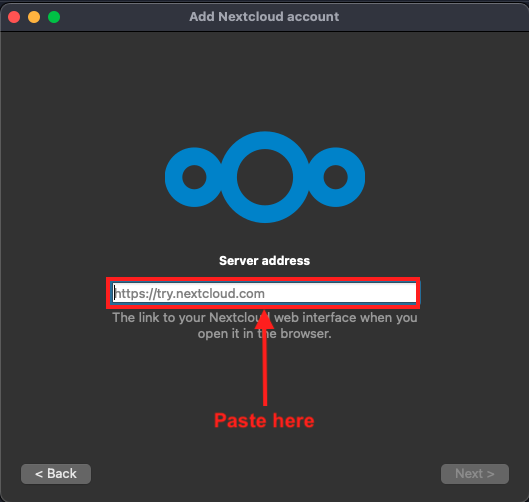 Add Nextcloud account
Server address
https://try.nextcloud.com
The link to your Nextcloud web interface when you
open it in the browser.
Paste here
< Back
Next >